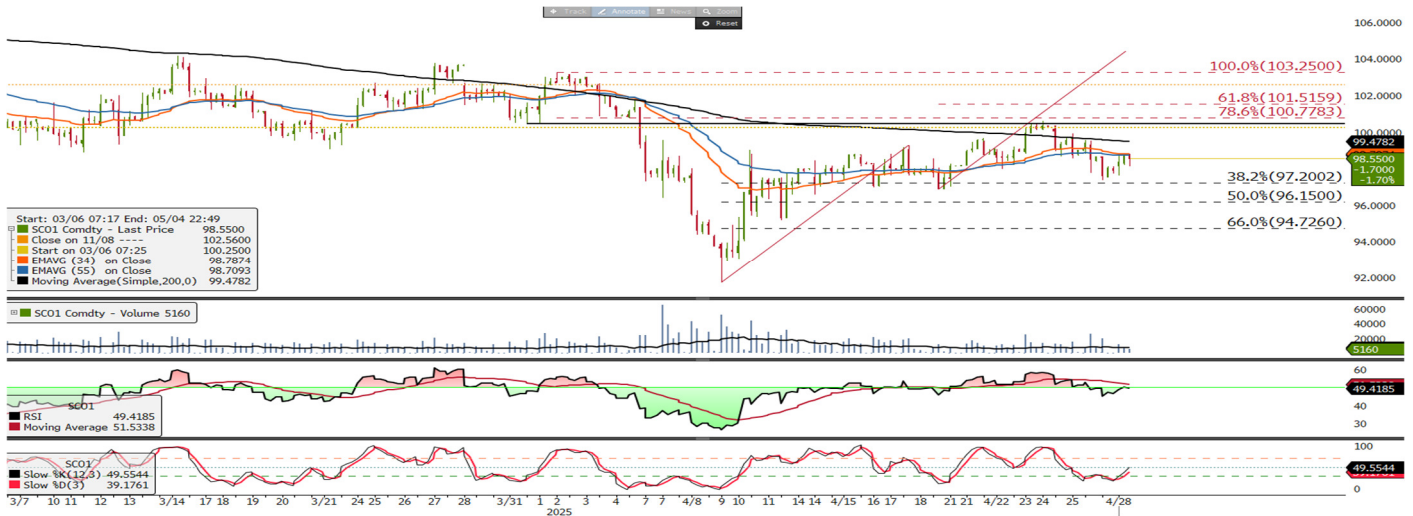 + Track Annotate News Zoom
Reset
106.0000
104.0000
100.0%(103.2500)
102.0000
61.8%(101.5159)
78.6%(100.7783)
100.0000
99.4782
98.5500
-1.7000
-1.70%
38.2%(97.2002)
50.0%(96.1500)
96.0000
66.0%(94.7260)
94.0000
92.0000
Start: 03/06 07:17 End: 05/04 22:49
SCO1 Comdty - Last Price 98.5500
Close on 11/08 ---- 102.5600
Start on 03/06 07:25 100.2500
EMAVG (34) on Close 98.7874
EMAVG (55) on Close 98.7093
Moving Average(Simple,200,0) 99.4782
SCO1 Comdty - Volume 5160
60000
40000
20000
5160
60
49.4185
40
30
SCO1
RSI 49.4185
Moving Average 51.5338
100
49.5544
0
SCO1
Slow %K(12,3) 49.5544
Slow %D(3) 39.1761
3/7 10 11 12 13 3/14 17 18 19 20 3/21 24 25 26 27 28 3/31 1 2 3 4 7 7 4/8 9 10 11 14 14 4/15 16 17 21 21 4/22 23 24 25 4/28
2025